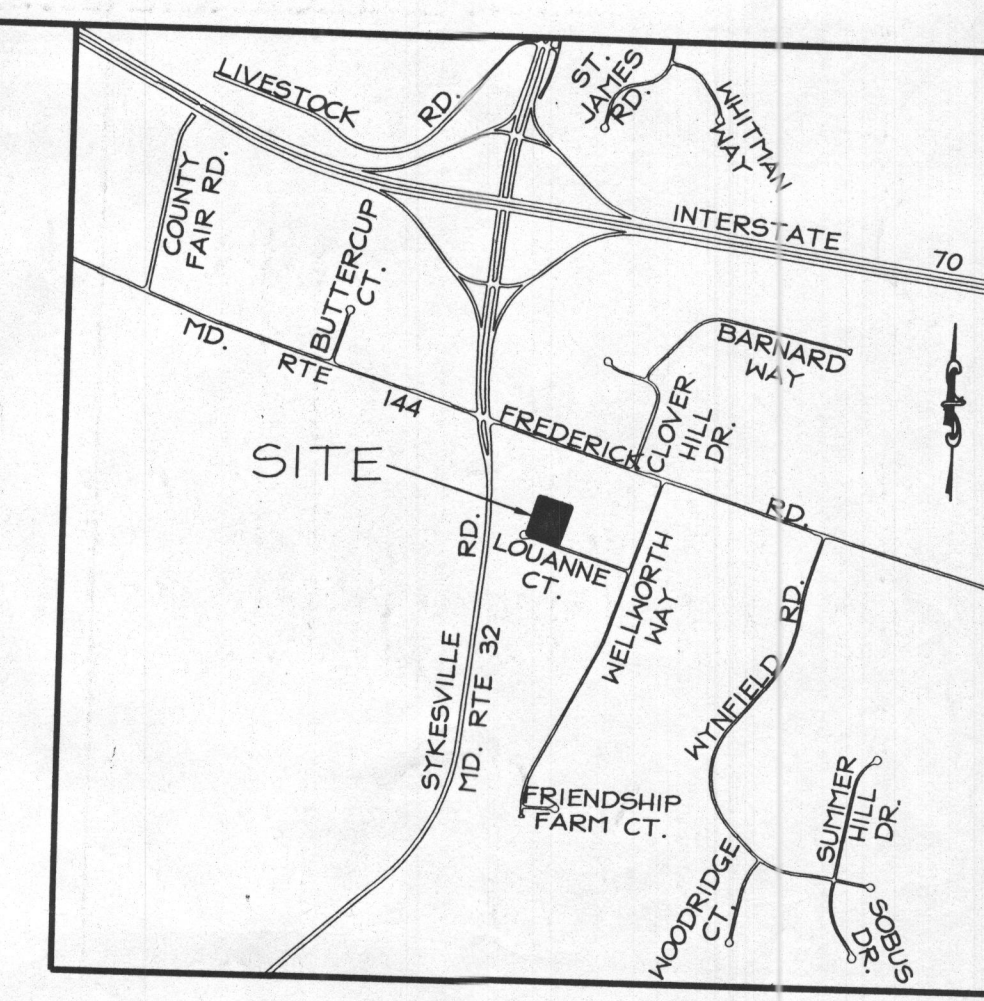 LIVESTOCK
RD.
ST.
JAMES
RD.
WHITMAN
WAY
COUNTY
FAIR RD.
BUTTERCUP
CT.
INTERSTATE
70
MD.
RTE
144
BARNARD
WAY
FREDERICK
CLOVER
HILL
DR.
SITE
RD.
RD.
LOUANNE
CT.
WELLWORTH
WAY
RD.
SYKESVILLE
MD. RTE 32
WYNFIELD
FRIENDSHIP
FARM CT.
SUMMER
HILL
DR.
WOODRIDGE
CT.
SOBUS
DR.